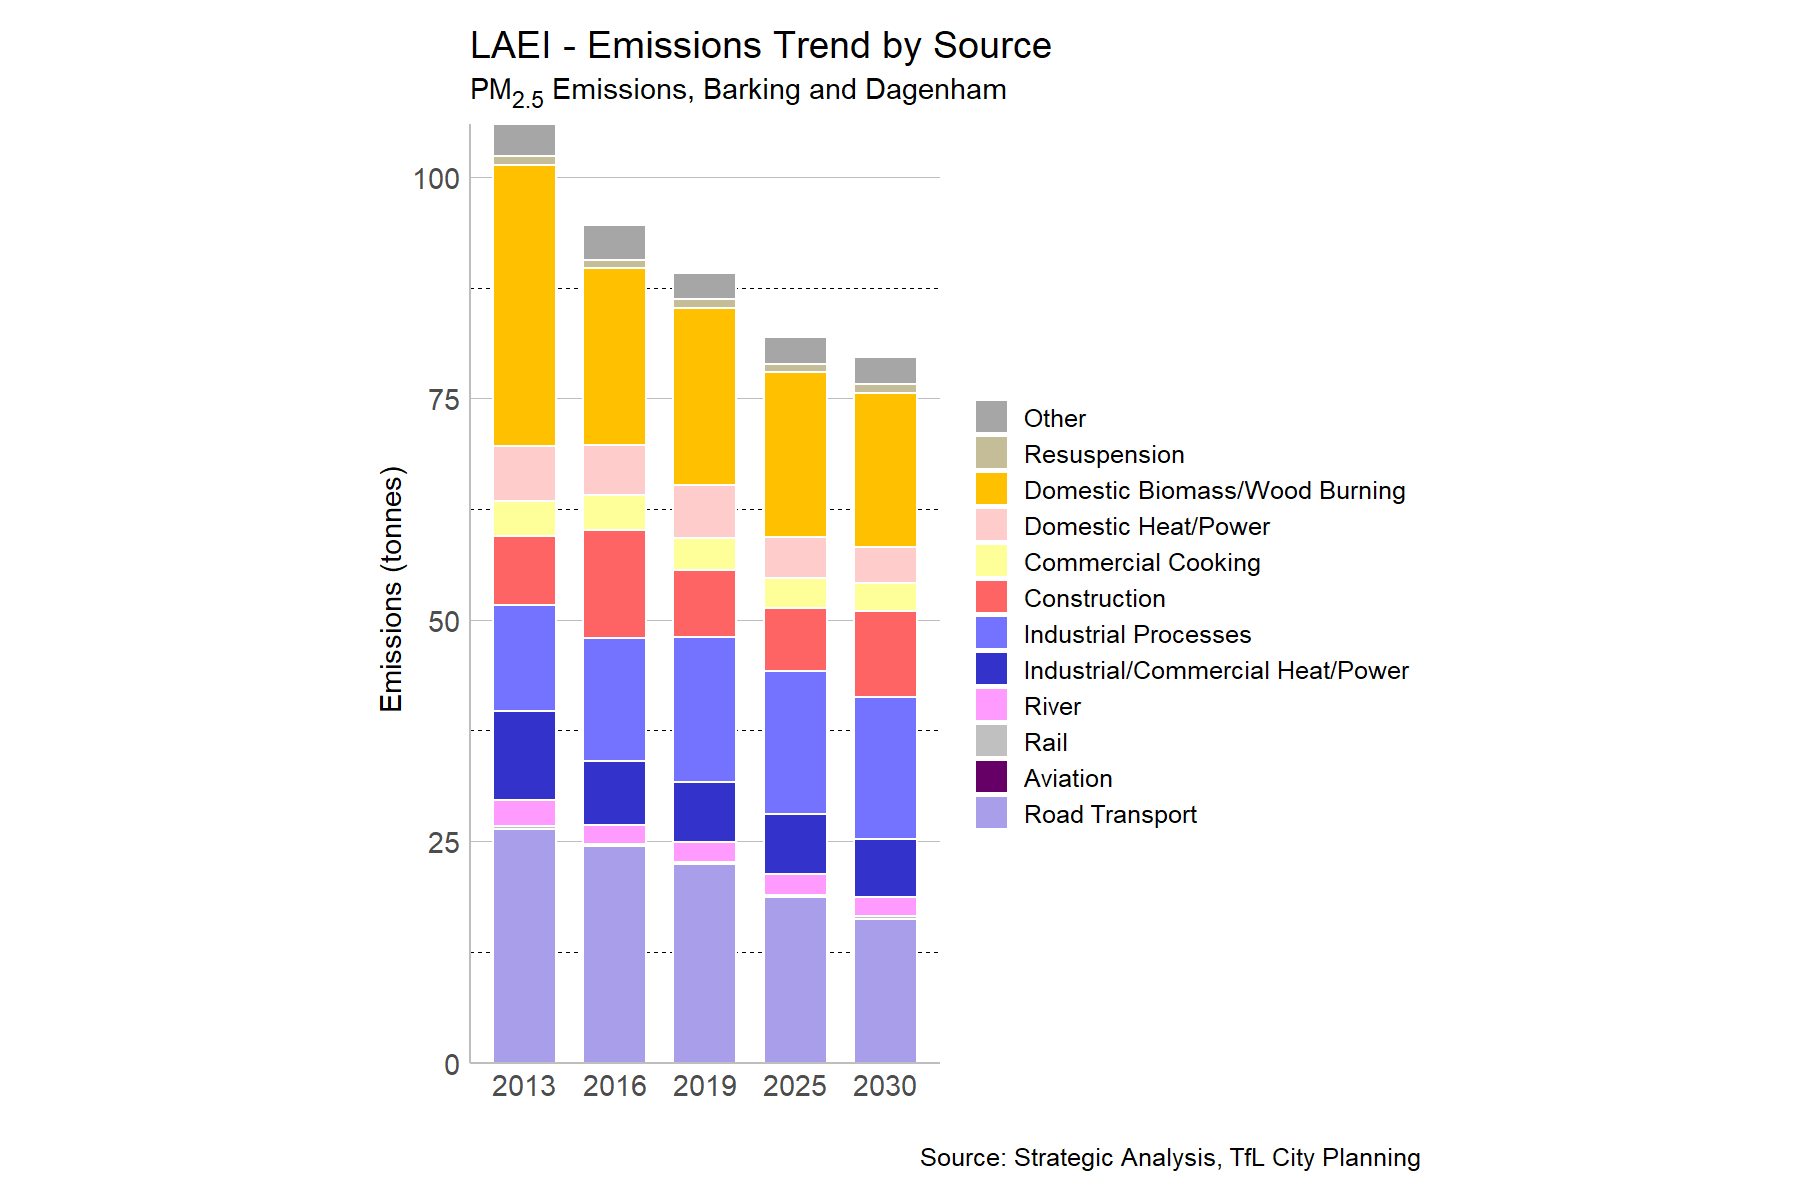 LAEI - Emissions Trend by Source
PM2.5 Emissions, Barking and Dagenham
Emissions (tonnes)
100
75
50
25
0
2013 2016 2019 2025 2030
Other
Resuspension
Domestic Biomass/Wood Burning
Domestic Heat/Power
Commercial Cooking
Construction
Industrial Processes
Industrial/Commercial Heat/Power
River
Rail
Aviation
Road Transport
Source: Strategic Analysis, TfL City Planning